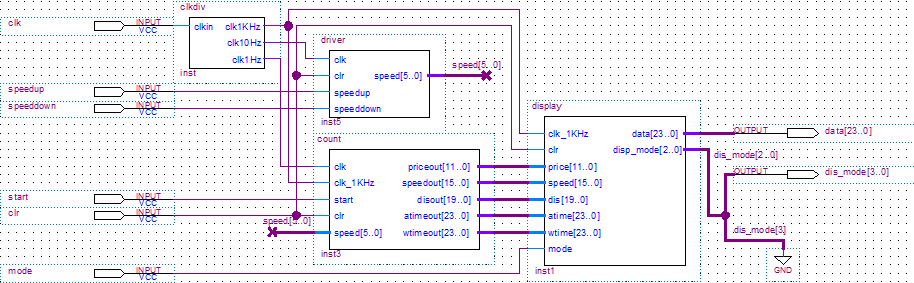 clkdiv
clk INPUT VCC
clkin clk1KHz
clk10Hz
clk1Hz
inst
driver
clk
clr speed[5..0]
speedup
speeddown
inst5
speed[5..0]
speedup INPUT VCC
speeddown INPUT VCC
count
clk priceout[11..0]
clk_1KHz speedout[15..0]
start disout[19..0]
clr atimeout[23..0]
speed[5..0] wtimeout[23..0]
inst3
start INPUT VCC
clr INPUT VCC
speed[5..0]
mode INPUT VCC
display
clk_1KHz data[23..0]
clr disp_mode[2..0]
price[11..0]
speed[15..0]
dis[19..0]
atime[23..0]
wtime[23..0]
mode
inst1
OUTPUT data[23..0]
dis_mode[2..0]
OUTPUT dis_mode[3..0]
dis_mode[3]
GND